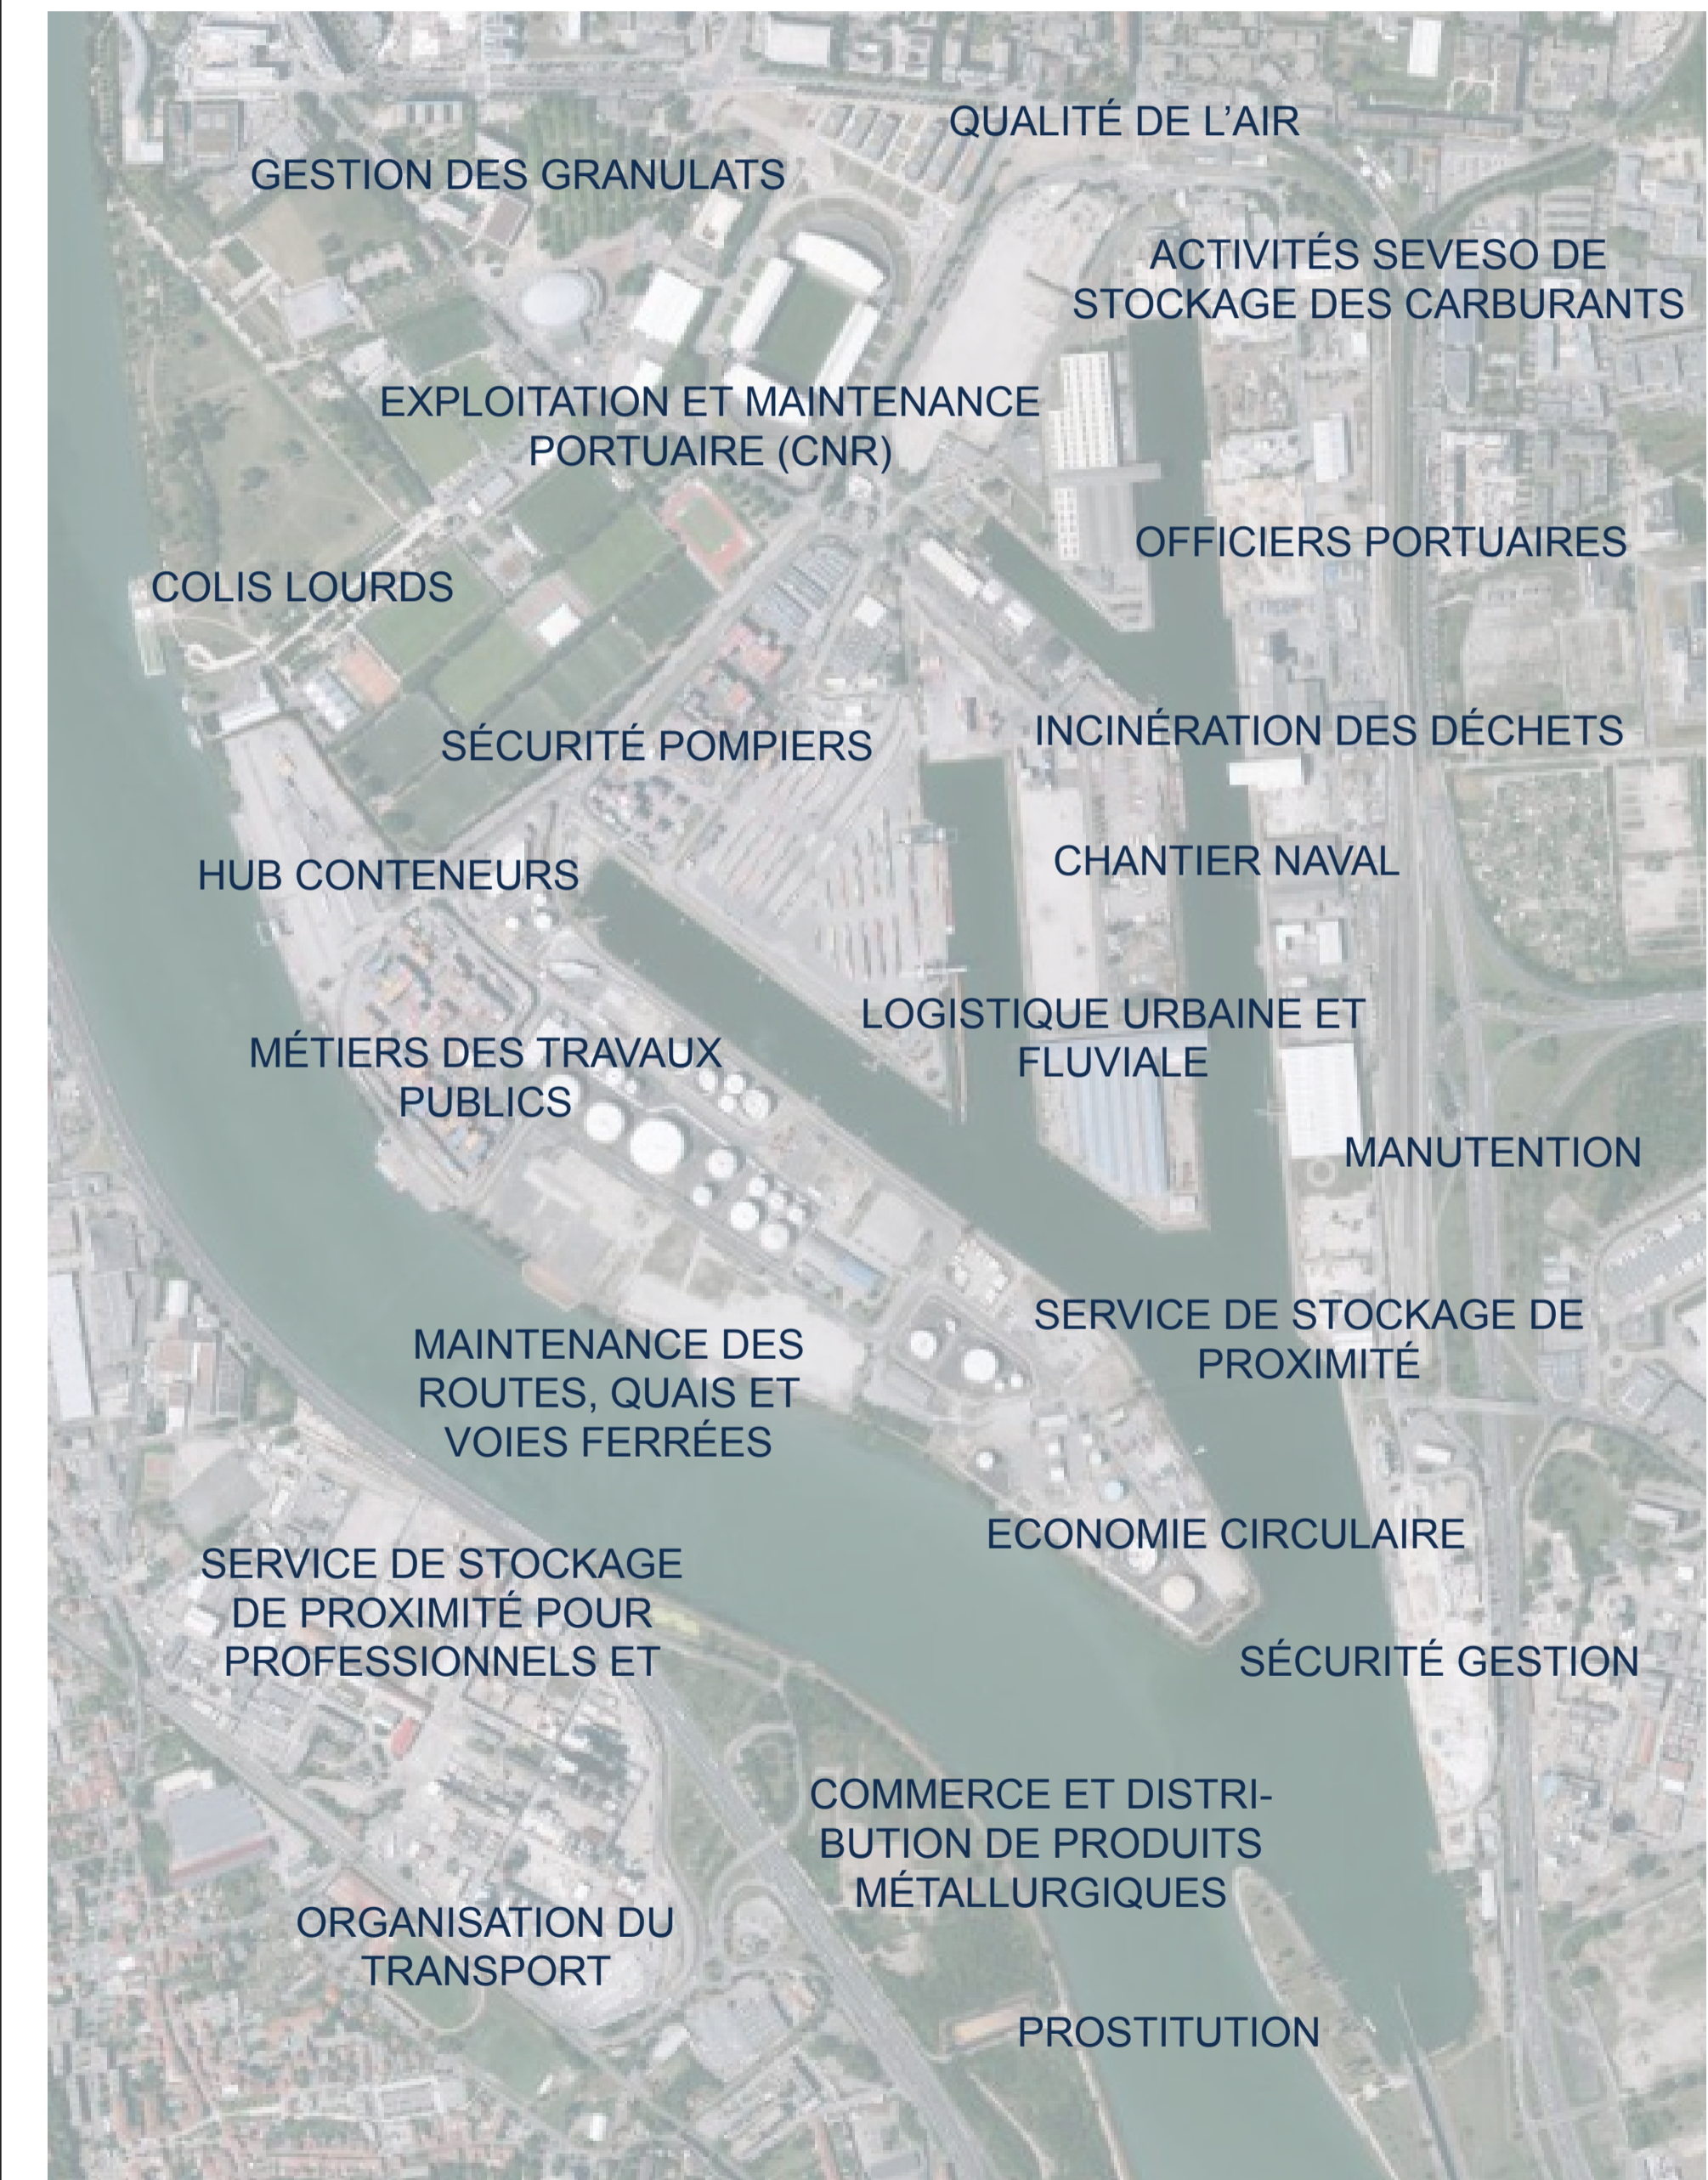 QUALITÉ DE L’AIR
GESTION DES GRANULATS
ACTIVITÉS SEVESO DE
STOCKAGE DES CARBURANTS
EXPLOITATION ET MAINTENANCE
PORTUAIRE (CNR)
OFFICIERS PORTUAIRES
COLIS LOURDS
SÉCURITÉ POMPIERS
INCINÉRATION DES DÉCHETS
HUB CONTENEURS
CHANTIER NAVAL
LOGISTIQUE URBAINE ET
FLUVIALE
MÉTIERS DES TRAVAUX
PUBLICS
MANUTENTION
SERVICE DE STOCKAGE DE
PROXIMITÉ
MAINTENANCE DES
ROUTES, QUAIS ET
VOIES FERRÉES
ECONOMIE CIRCULAIRE
SERVICE DE STOCKAGE
DE PROXIMITÉ POUR
PROFESSIONNELS ET
SÉCURITÉ GESTION
COMMERCE ET DISTRI-
BUTION DE PRODUITS
MÉTALLURGIQUES
ORGANISATION DU
TRANSPORT
PROSTITUTION